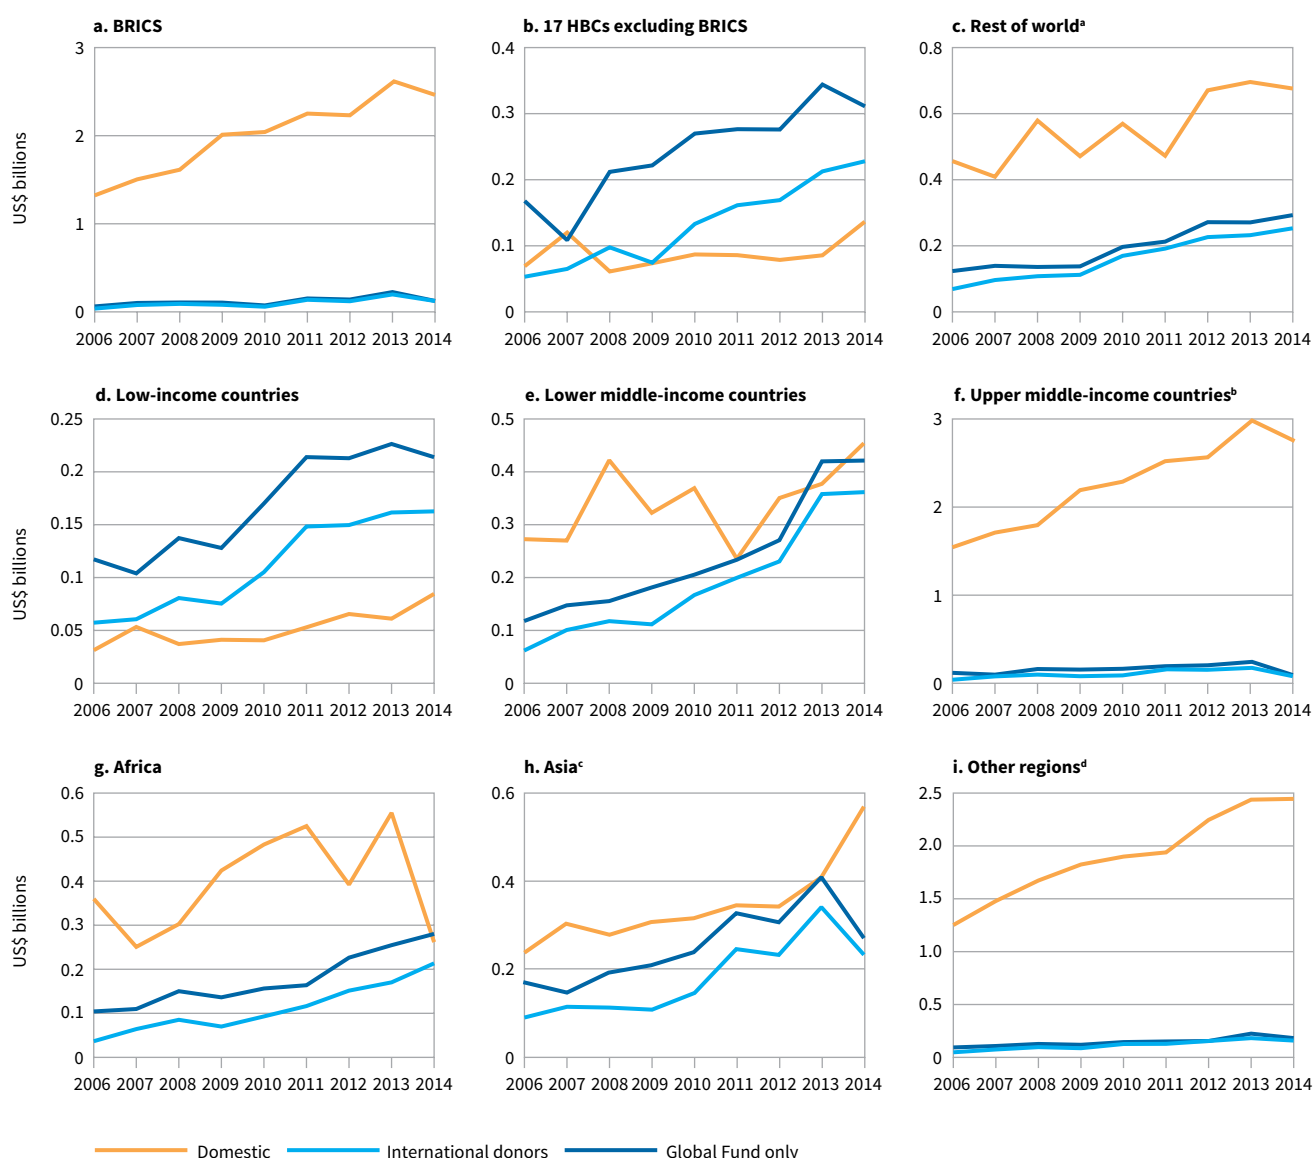 a. BRICS
b. 17 HBCs excluding BRICS
c. Rest of worldᵃ
US$ billions
3
2
1
0
2006 2007 2008 2009 2010 2011 2012 2013 2014
0.4
0.3
0.2
0.1
0
2006 2007 2008 2009 2010 2011 2012 2013 2014
0.8
0.6
0.4
0.2
0
2006 2007 2008 2009 2010 2011 2012 2013 2014
d. Low-income countries
e. Lower middle-income countries
f. Upper middle-income countriesᵇ
US$ billions
0.25
0.2
0.15
0.1
0.05
0
2006 2007 2008 2009 2010 2011 2012 2013 2014
0.5
0.4
0.3
0.2
0.1
0
2006 2007 2008 2009 2010 2011 2012 2013 2014
3
2
1
0
2006 2007 2008 2009 2010 2011 2012 2013 2014
g. Africa
h. Asiaᶜ
i. Other regionsᵈ
US$ billions
0.6
0.5
0.4
0.3
0.2
0.1
0
2006 2007 2008 2009 2010 2011 2012 2013 2014
0.6
0.4
0.2
0
2006 2007 2008 2009 2010 2011 2012 2013 2014
2.5
2.0
1.5
1.0
0.5
0
2006 2007 2008 2009 2010 2011 2012 2013 2014
Domestic International donors Global Fund only